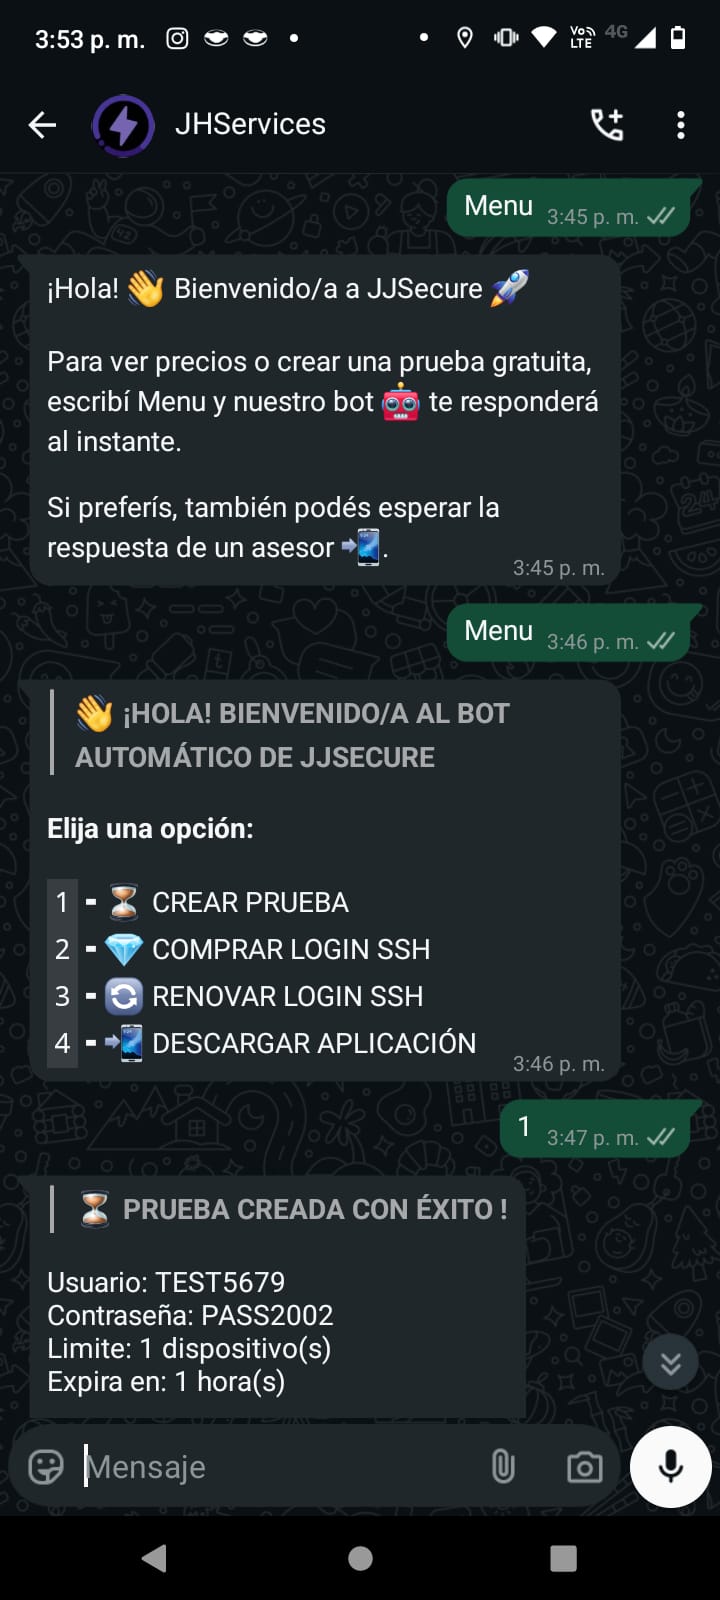 3:53 p. m.
Vo)) LTE 4G
JHServices
Menu 3:45 p. m.
¡Hola! 👋 Bienvenido/a a JJSecure 🚀
Para ver precios o crear una prueba gratuita,
escribí Menu y nuestro bot 🤖 te responderá
al instante.
Si preferís, también podés esperar la
respuesta de un asesor 📲.
3:45 p. m.
Menu 3:46 p. m.
👋 ¡HOLA! BIENVENIDO/A AL BOT
AUTOMÁTICO DE JJSECURE
Elija una opción:
1 - ⏳ CREAR PRUEBA
2 - 💎 COMPRAR LOGIN SSH
3 - 🔄 RENOVAR LOGIN SSH
4 - 📲 DESCARGAR APLICACIÓN
3:46 p. m.
1 3:47 p. m.
⏳ PRUEBA CREADA CON ÉXITO !
Usuario: TEST5679
Contraseña: PASS2002
Limite: 1 dispositivo(s)
Expira en: 1 hora(s)
Mensaje